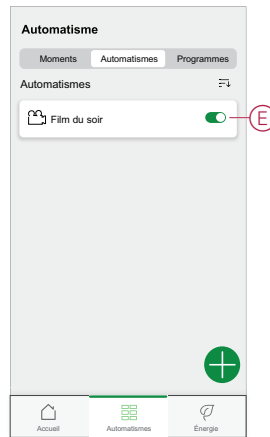 Automatisme
Moments Automatismes Programmes
Automatismes
Film du soir
E
Accueil Automatismes Énergie